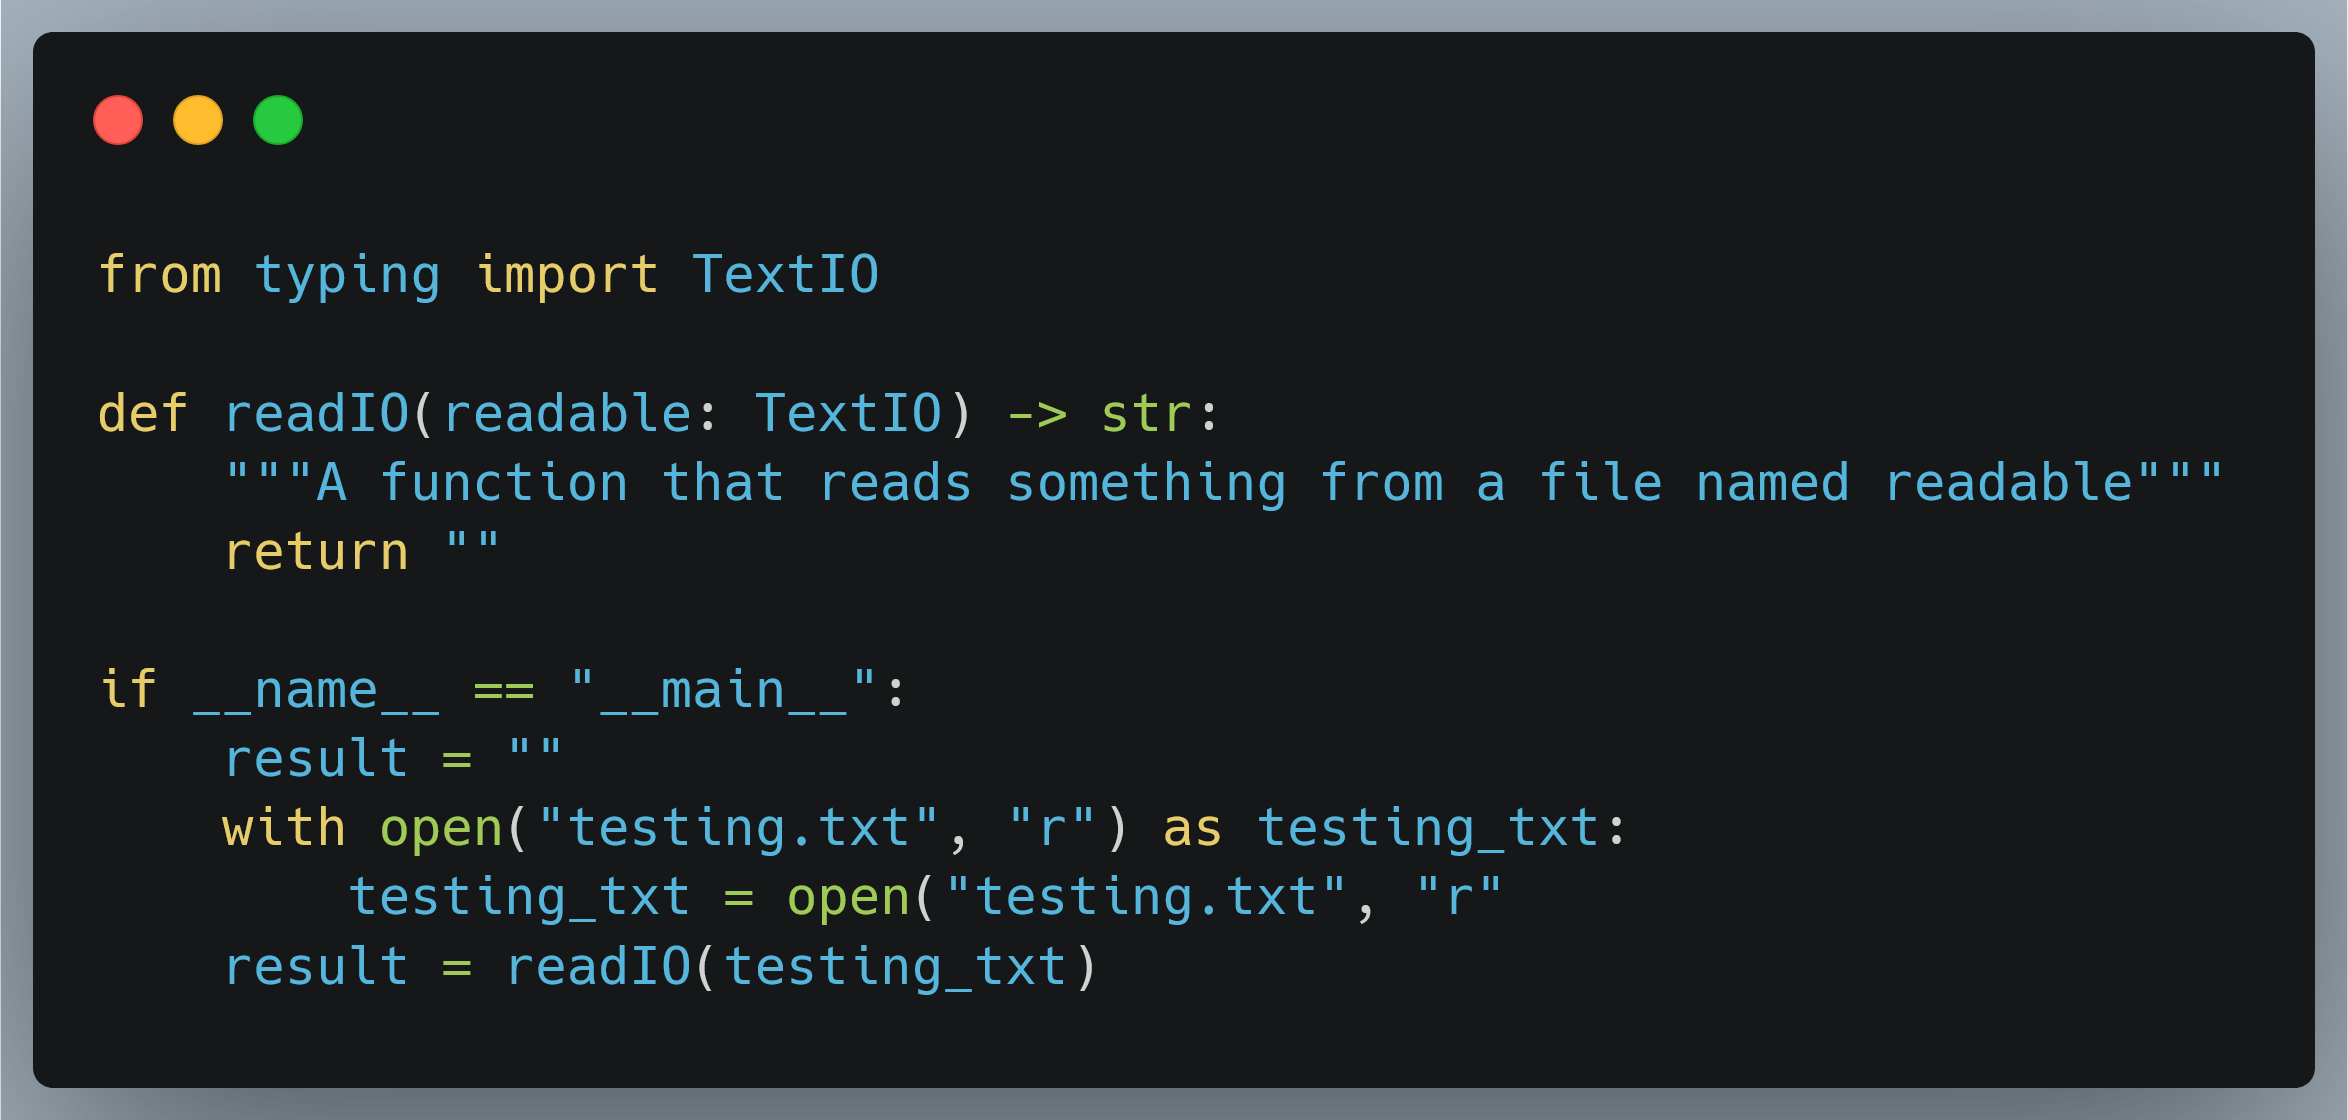 from typing import TextIO
def readIO(readable: TextIO) -> str:
    """A function that reads something from a file named readable"""
    return ""
if __name__ == "__main__":
    result = ""
    with open("testing.txt", "r") as testing_txt:
        testing_txt = open("testing.txt", "r"
    result = readIO(testing_txt)